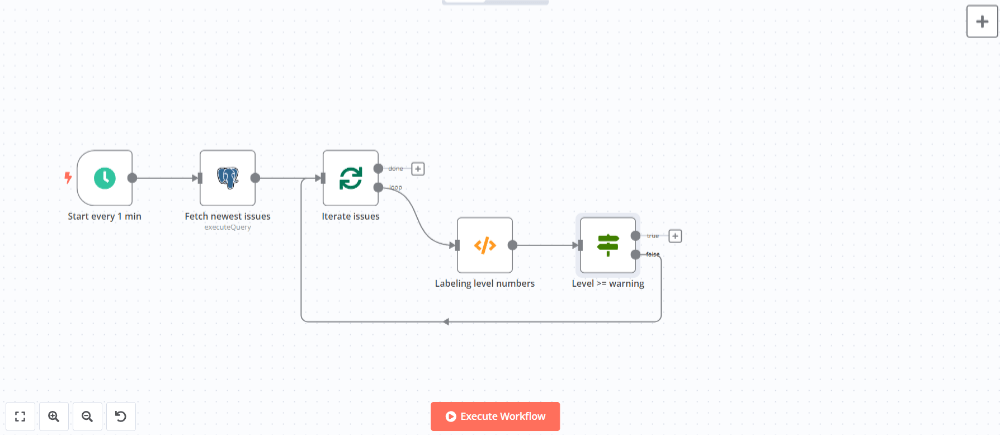 Start every 1 min
Fetch newest issues
executeQuery
Iterate issues
done
loop
Labeling level numbers
Level >= warning
true
false
Execute Workflow